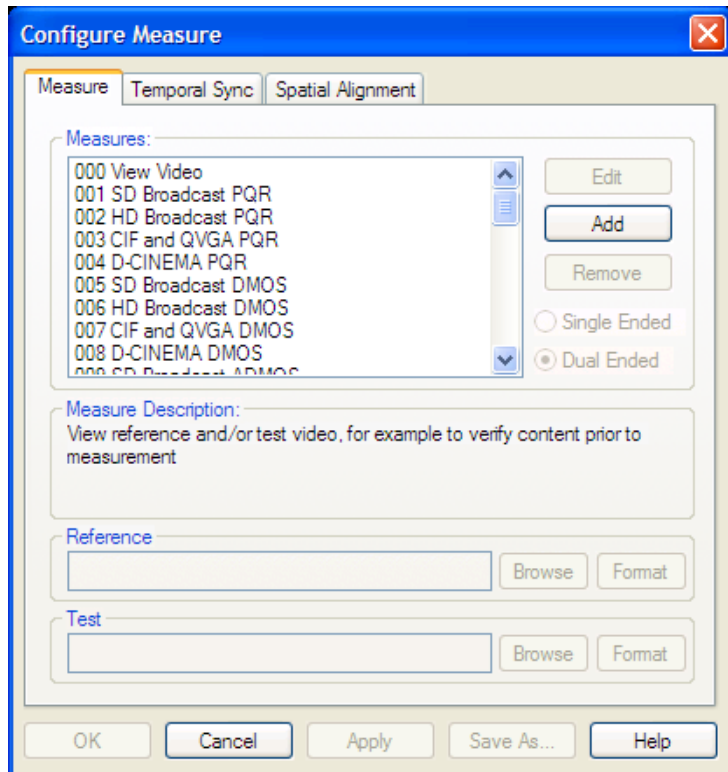 Configure Measure
Measure
Temporal Sync
Spatial Alignment
Measures:
000 View Video
001 SD Broadcast PQR
002 HD Broadcast PQR
003 CIF and QVGA PQR
004 D-CINEMA PQR
005 SD Broadcast DMOS
006 HD Broadcast DMOS
007 CIF and QVGA DMOS
008 D-CINEMA DMOS
009 SD Broadcast ADMOS
Edit
Add
Remove
Single Ended
Dual Ended
Measure Description:
View reference and/or test video, for example to verify content prior to
measurement
Reference
Browse
Format
Test
Browse
Format
OK
Cancel
Apply
Save As...
Help